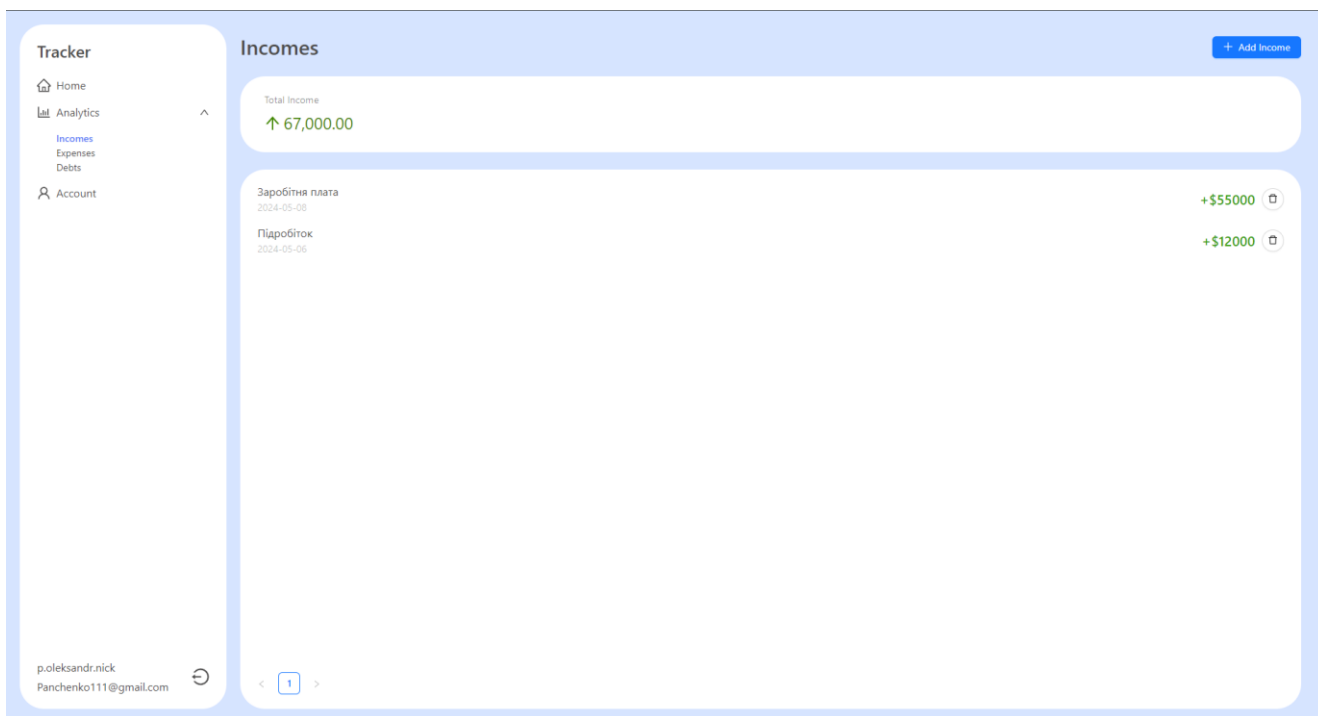 Tracker
Home
Analytics
Incomes
Expenses
Debts
Account
p.oleksandr.nick
Panchenko111@gmail.com
Incomes
+ Add Income
Total Income
↑ 67,000.00
Заробітня плата
2024-05-08
+$55000
Підробіток
2024-05-06
+$12000
< 1 >